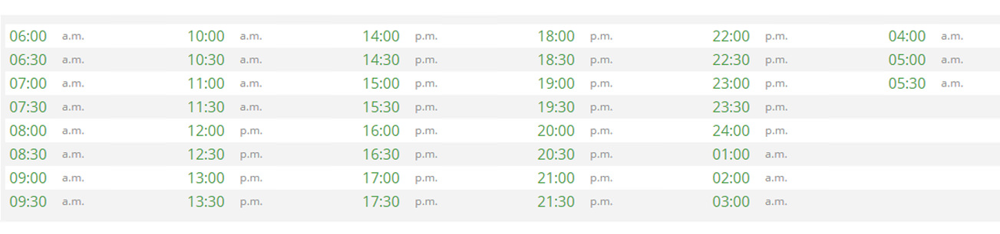 06:00 a.m. 10:00 a.m. 14:00 p.m. 18:00 p.m. 22:00 p.m. 04:00 a.m.
06:30 a.m. 10:30 a.m. 14:30 p.m. 18:30 p.m. 22:30 p.m. 05:00 a.m.
07:00 a.m. 11:00 a.m. 15:00 p.m. 19:00 p.m. 23:00 p.m. 05:30 a.m.
07:30 a.m. 11:30 a.m. 15:30 p.m. 19:30 p.m. 23:30 p.m.
08:00 a.m. 12:00 p.m. 16:00 p.m. 20:00 p.m. 24:00 p.m.
08:30 a.m. 12:30 p.m. 16:30 p.m. 20:30 p.m. 01:00 a.m.
09:00 a.m. 13:00 p.m. 17:00 p.m. 21:00 p.m. 02:00 a.m.
09:30 a.m. 13:30 p.m. 17:30 p.m. 21:30 p.m. 03:00 a.m.